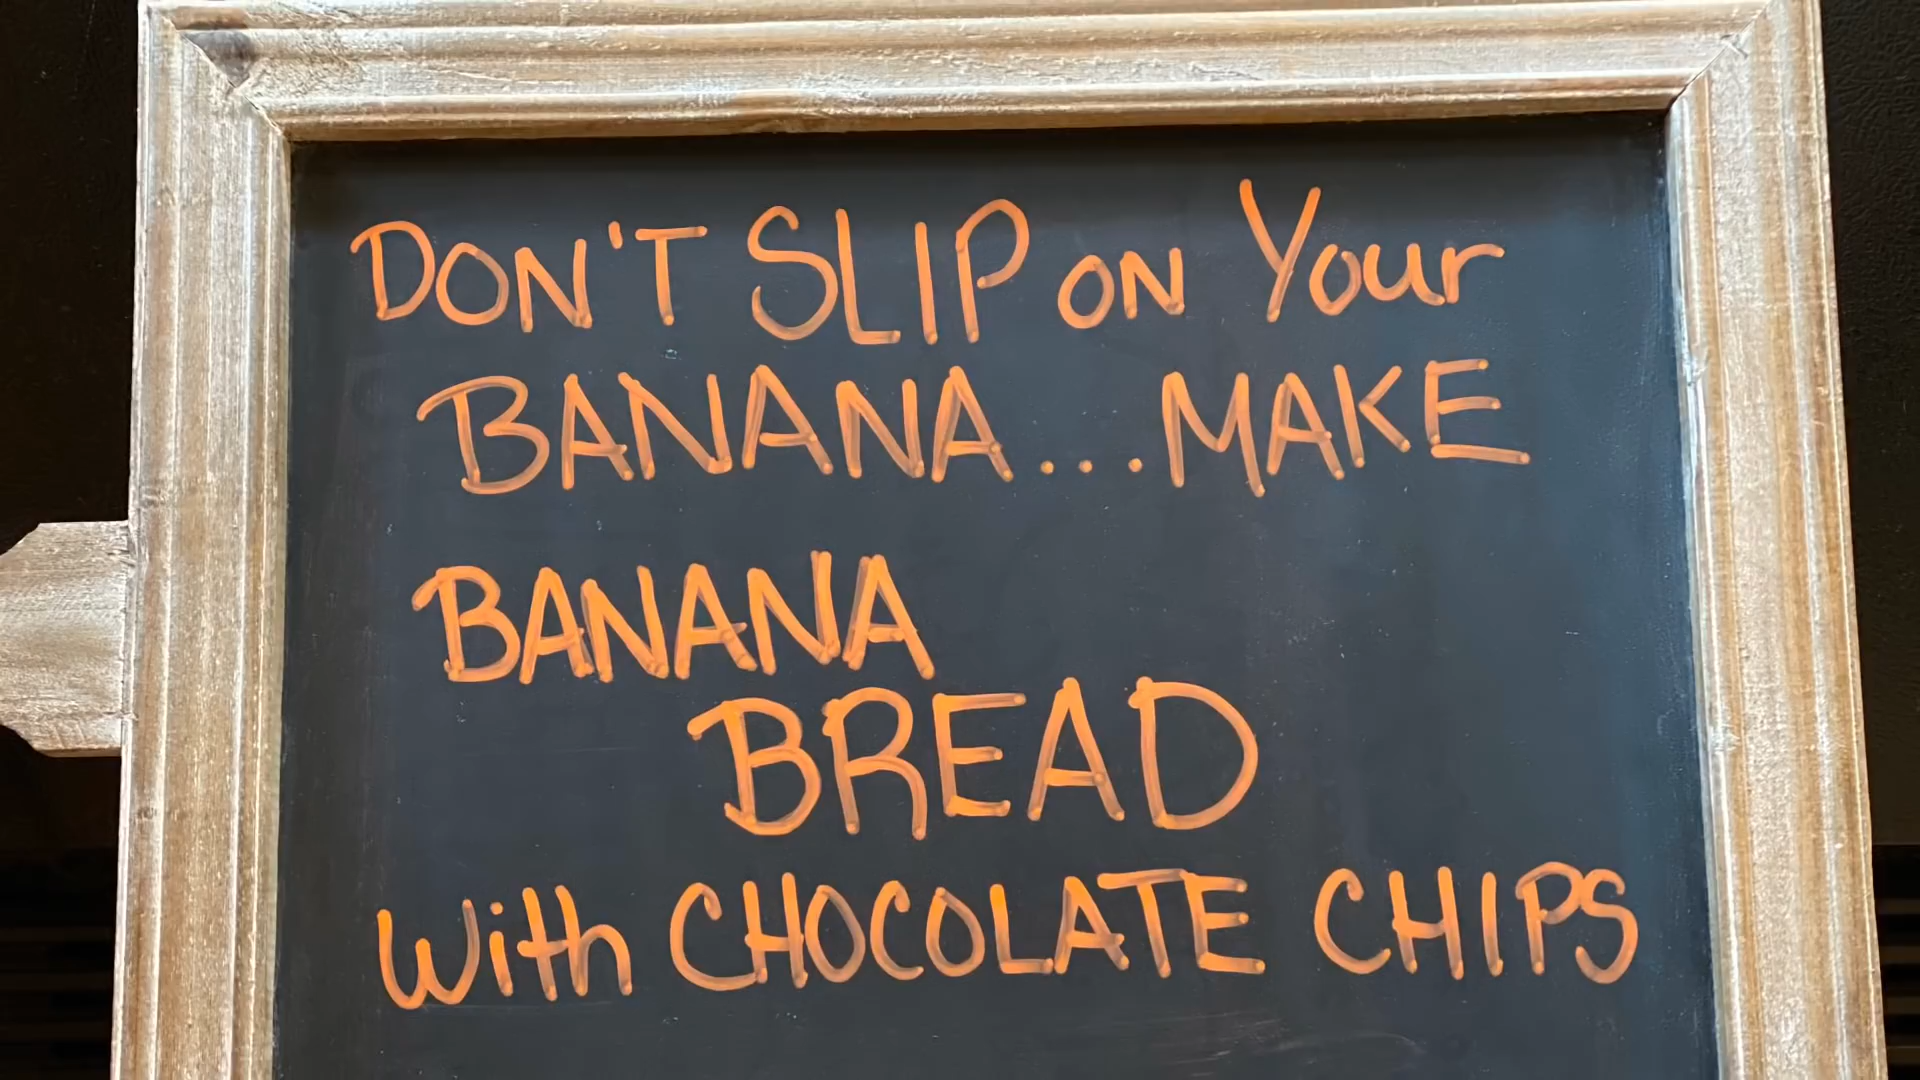 DON'T SLIP ON Your
BANANA...MAKE
BANANA
BREAD
With CHOCOLATE CHIPS